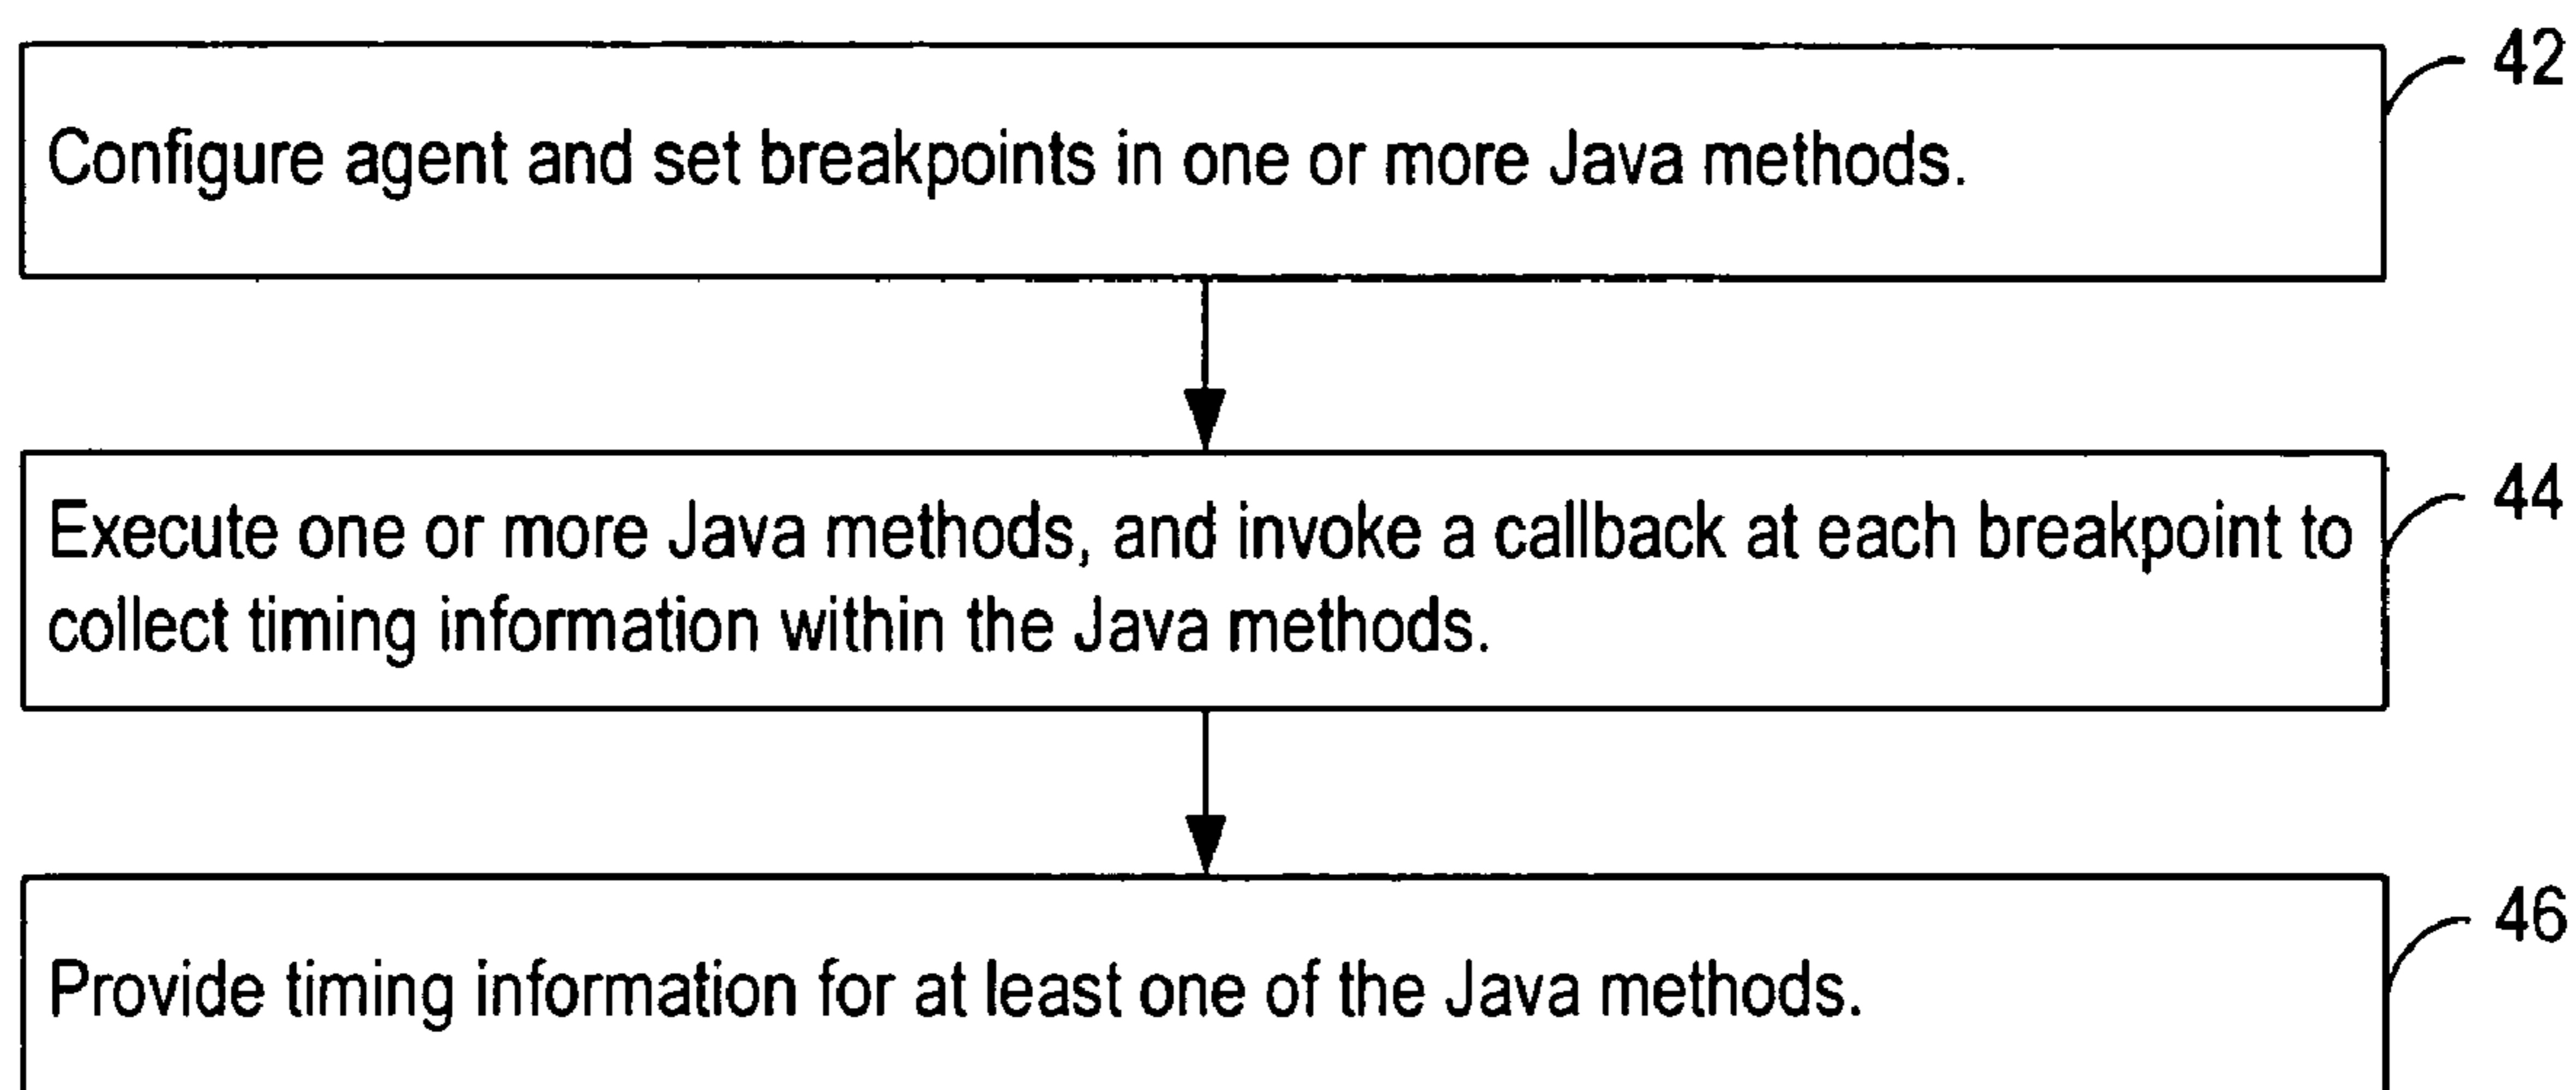 42
Configure agent and set breakpoints in one or more Java methods.
44
Execute one or more Java methods, and invoke a callback at each breakpoint to
collect timing information within the Java methods.
46
Provide timing information for at least one of the Java methods.